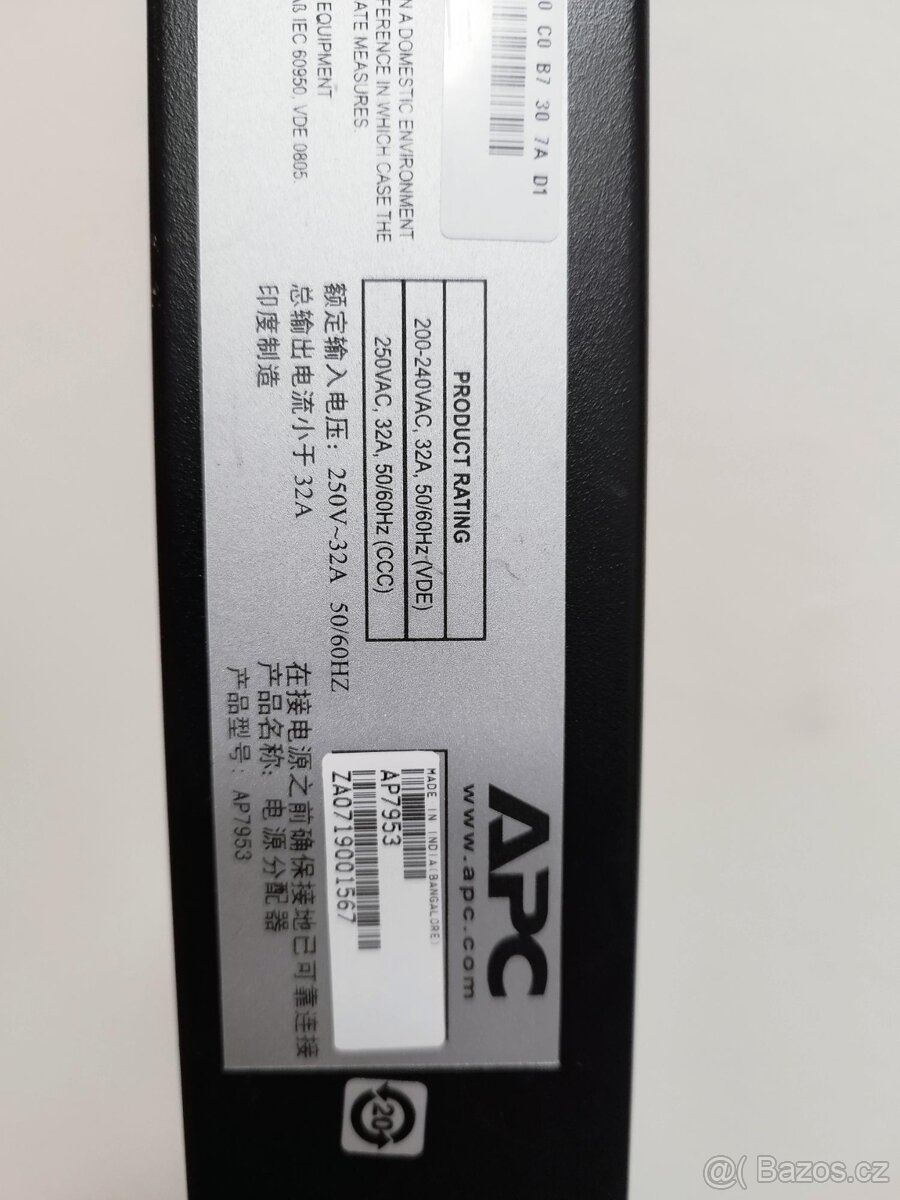 0 C0 B7 30 7A D1
N A DOMESTIC ENVIRONMENT
FERENCE IN WHICH CASE THE
ATE MEASURES.
EQUIPMENT
AB IEC 60950, VDE 0805.
PRODUCT RATING
200-240VAC, 32A, 50/60Hz (VDE)
250VAC, 32A, 50/60Hz (CCC)
额定输入电压: 250V~32A 50/60HZ
总输出电流小于 32A
印度制造
APC
www.apc.com
MADE IN INDIA(BANGALORE)
AP7953
ZA0719001567
在接电源之前确保接地已可靠连接
产品名称: 电源分配器
产品型号: AP7953
20
@( Bazos.cz